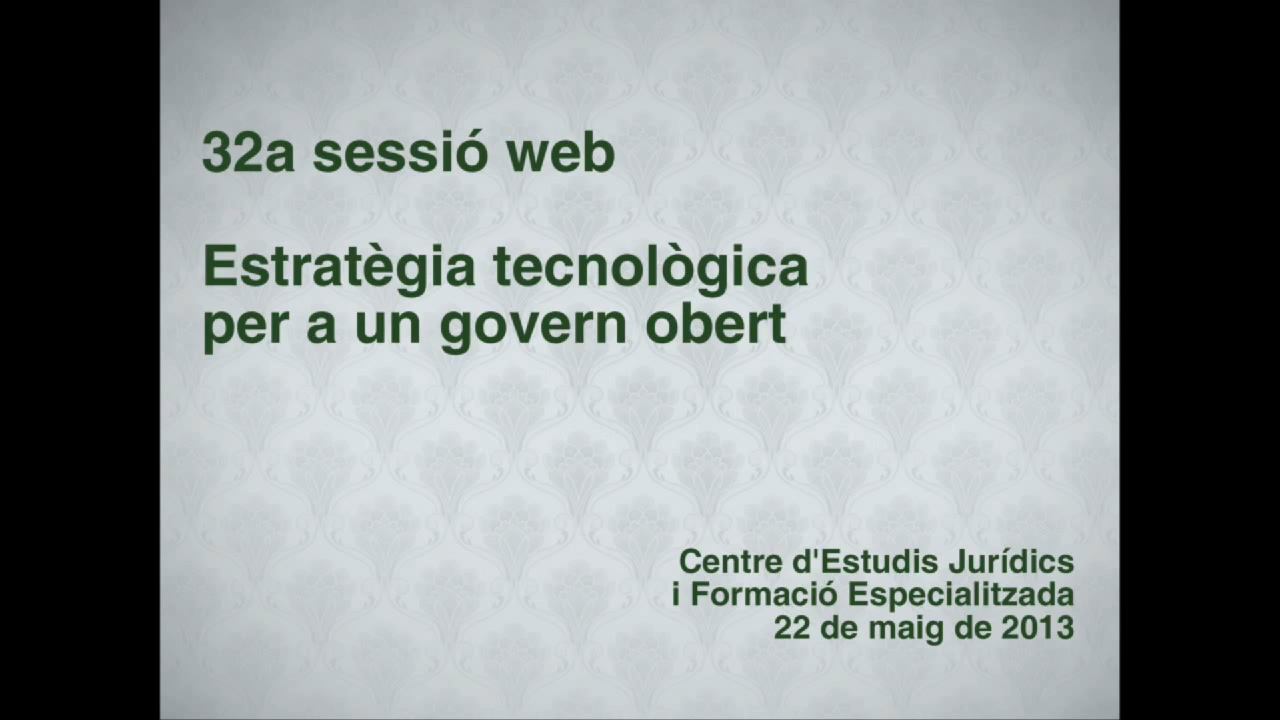 32a sessió web
Estratègia tecnològica
per a un govern obert
Centre d'Estudis Jurídics
i Formació Especialitzada
22 de maig de 2013